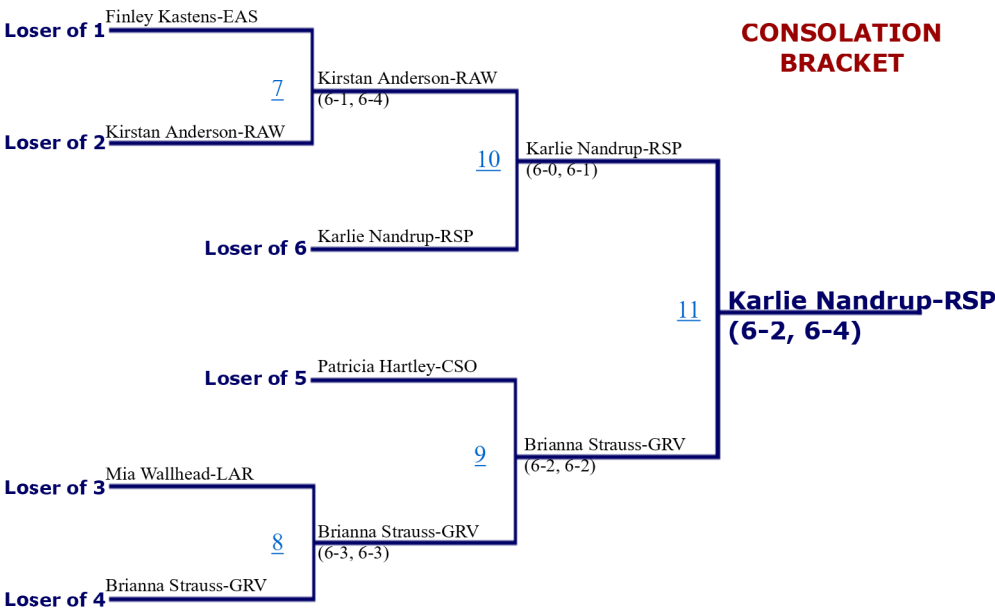 CONSOLATION
BRACKET
Finley Kastens-EAS
Loser of 1
7
Kirstan Anderson-RAW
(6-1, 6-4)
Kirstan Anderson-RAW
Loser of 2
10
Karlie Nandrup-RSP
(6-0, 6-1)
Karlie Nandrup-RSP
Loser of 6
11
Karlie Nandrup-RSP
(6-2, 6-4)
Patricia Hartley-CSO
Loser of 5
9
Brianna Strauss-GRV
(6-2, 6-2)
Mia Wallhead-LAR
Loser of 3
8
Brianna Strauss-GRV
(6-3, 6-3)
Brianna Strauss-GRV
Loser of 4